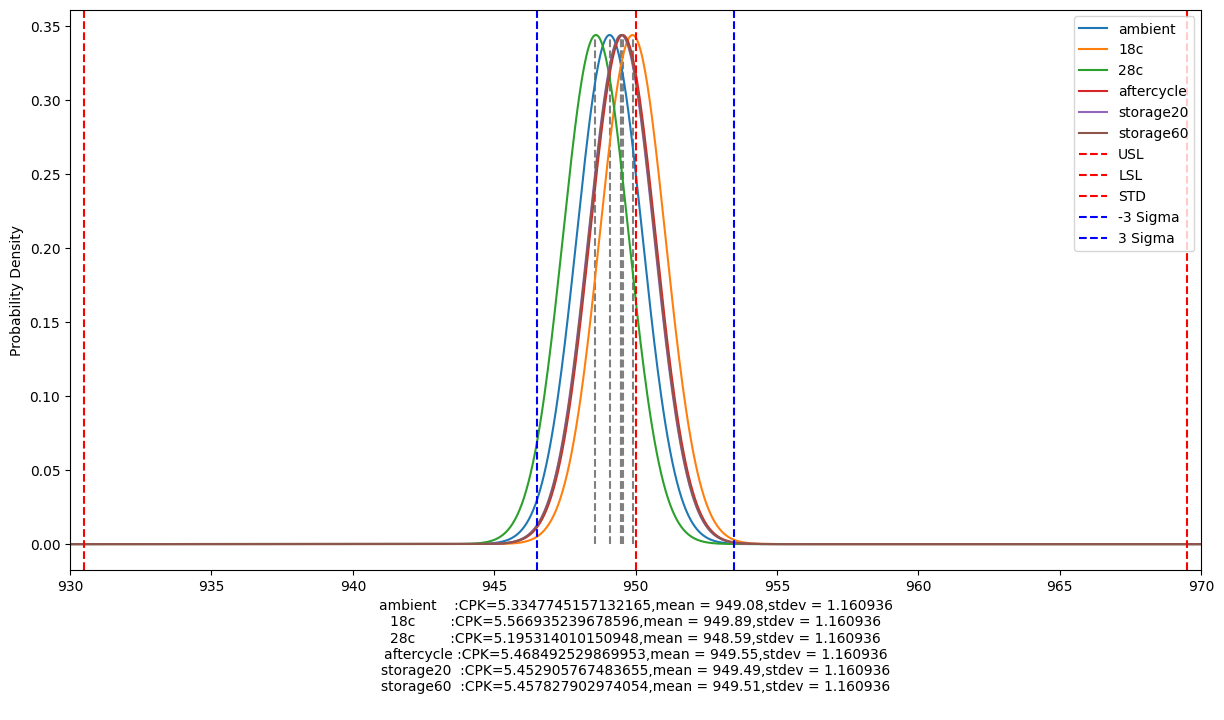 0.35
0.30
0.25
0.20
0.15
0.10
0.05
0.00
Probability Density
ambient
18c
28c
aftercycle
storage20
storage60
USL
LSL
STD
-3 Sigma
3 Sigma
930 935 940 945 950 955 960 965 970
ambient :CPK=5.3347745157132165,mean = 949.08,stdev = 1.160936
18c :CPK=5.566935239678596,mean = 949.89,stdev = 1.160936
28c :CPK=5.195314010150948,mean = 948.59,stdev = 1.160936
aftercycle :CPK=5.468492529869953,mean = 949.55,stdev = 1.160936
storage20 :CPK=5.452905767483655,mean = 949.49,stdev = 1.160936
storage60 :CPK=5.457827902974054,mean = 949.51,stdev = 1.160936